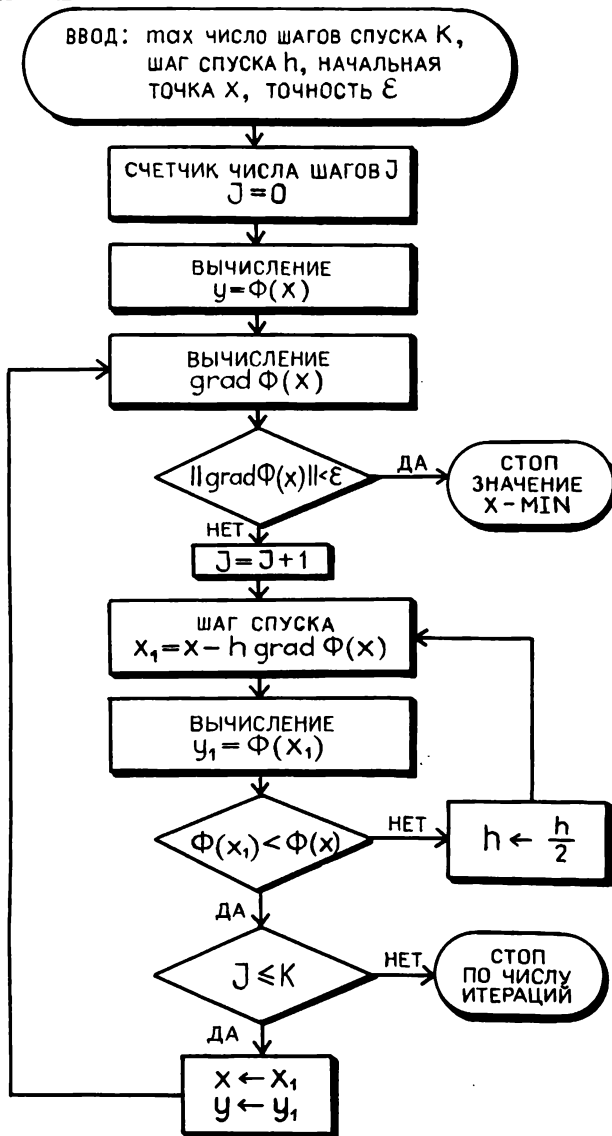 ВВОД: max ЧИСЛО ШАГОВ СПУСКА K,
ШАГ СПУСКА h, НАЧАЛЬНАЯ
ТОЧКА X, ТОЧНОСТЬ ℰ
СЧЕТЧИК ЧИСЛА ШАГОВ J
J=0
ВЫЧИСЛЕНИЕ
y=Φ(x)
ВЫЧИСЛЕНИЕ
grad Φ(x)
||gradΦ(x)||<ℰ
ДА
СТОП
ЗНАЧЕНИЕ
X–MIN
НЕТ
J=J+1
ШАГ СПУСКА
x₁=x–h grad Φ(x)
ВЫЧИСЛЕНИЕ
y₁=Φ(x₁)
Φ(x₁)<Φ(x)
НЕТ
h ← h/2
ДА
J⩽K
НЕТ
СТОП
ПО ЧИСЛУ
ИТЕРАЦИЙ
ДА
x ← x₁
y ← y₁